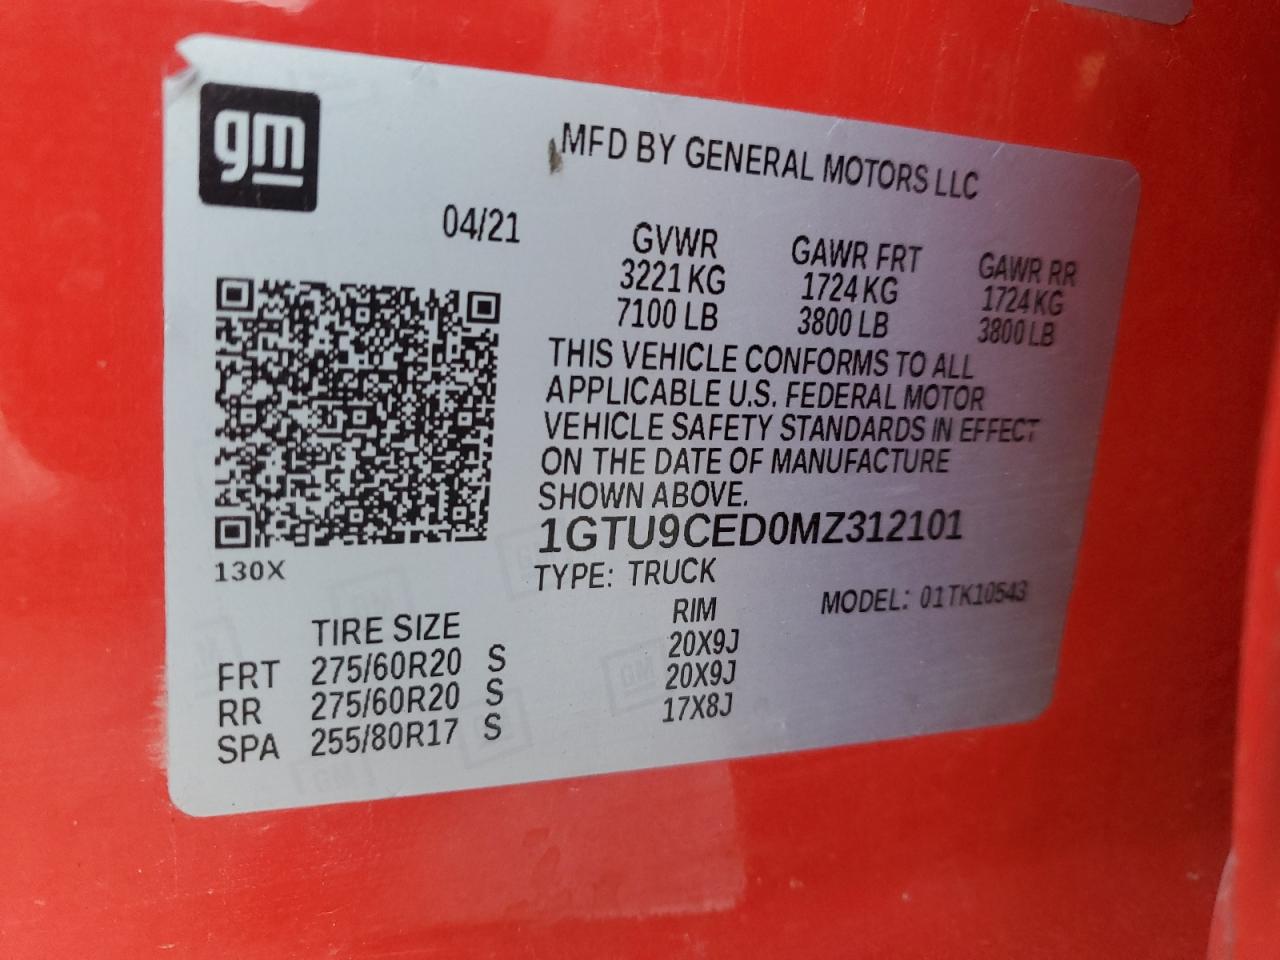 gm
MFD BY GENERAL MOTORS LLC
04/21
GVWR GAWR FRT GAWR RR
3221 KG 1724 KG 1724 KG
7100 LB 3800 LB 3800 LB
THIS VEHICLE CONFORMS TO ALL
APPLICABLE U.S. FEDERAL MOTOR
VEHICLE SAFETY STANDARDS IN EFFECT
ON THE DATE OF MANUFACTURE
SHOWN ABOVE.
1GTU9CED0MZ312101
130X
TYPE: TRUCK
MODEL: 01TK10543
TIRE SIZE RIM
FRT 275/60R20 S 20X9J
RR 275/60R20 S 20X9J
SPA 255/80R17 S 17X8J
GM
GM